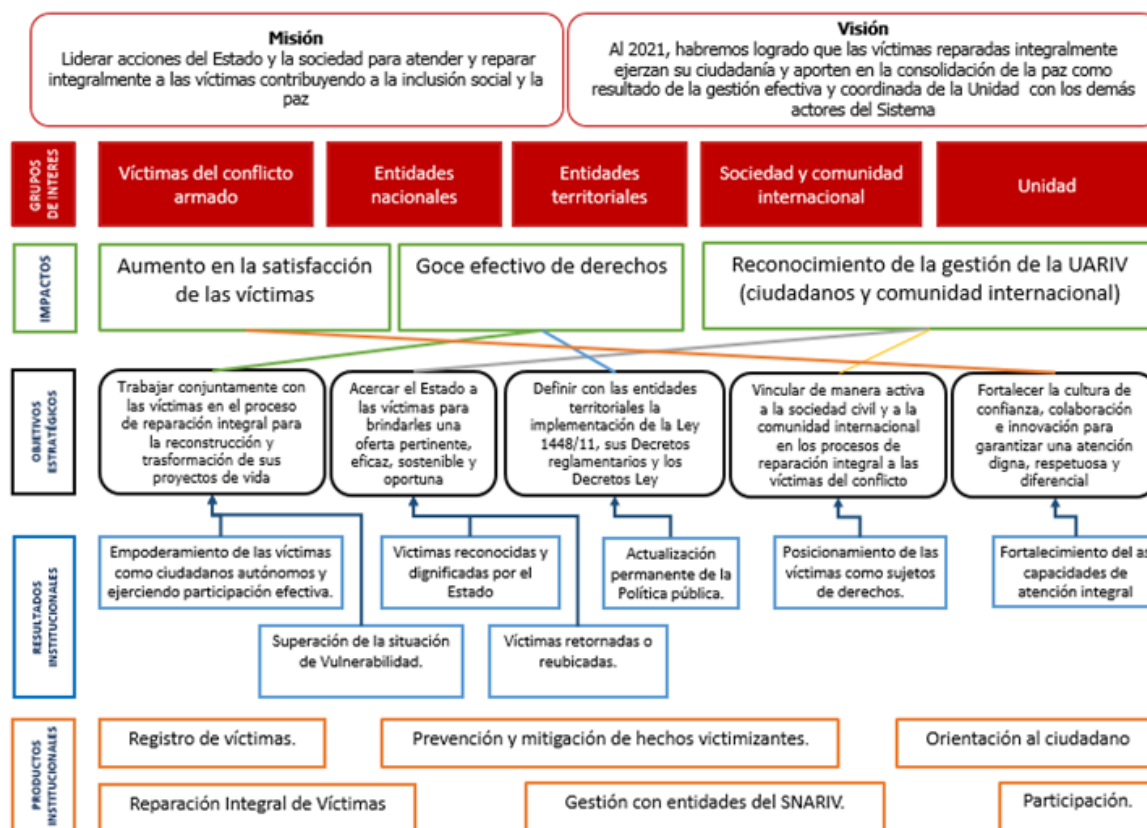 Misión
Liderar acciones del Estado y la sociedad para atender y reparar
integralmente a las víctimas contribuyendo a la inclusión social y la
paz
Visión
Al 2021, habremos logrado que las víctimas reparadas integralmente
ejerzan su ciudadanía y aporten en la consolidación de la paz como
resultado de la gestión efectiva y coordinada de la Unidad con los demás
actores del Sistema
GRUPOS
DE INTERES
Víctimas del conflicto
armado
Entidades
nacionales
Entidades
territoriales
Sociedad y comunidad
internacional
Unidad
IMPACTOS
Aumento en la satisfacción
de las víctimas
Goce efectivo de derechos
Reconocimiento de la gestión de la UARIV
(ciudadanos y comunidad internacional)
OBJETIVOS
ESTRATÉGICOS
Trabajar conjuntamente con
las víctimas en el proceso
de reparación integral para
la reconstrucción y
trasformación de sus
proyectos de vida
Acercar el Estado a
las víctimas para
brindarles una
oferta pertinente,
eficaz, sostenible y
oportuna
Definir con las entidades
territoriales la
implementación de la Ley
1448/11, sus Decretos
reglamentarios y los
Decretos Ley
Vincular de manera activa
a la sociedad civil y a la
comunidad internacional
en los procesos de
reparación integral a las
víctimas del conflicto
Fortalecer la cultura de
confianza, colaboración
e innovación para
garantizar una atención
digna, respetuosa y
diferencial
RESULTADOS
INSTITUCIONALES
Empoderamiento de las víctimas
como ciudadanos autónomos y
ejerciendo participación efectiva.
Victimas reconocidas y
dignificadas por el
Estado
Actualización
permanente de la
Política pública.
Posicionamiento de las
víctimas como sujetos
de derechos.
Fortalecimiento del as
capacidades de
atención integral
Superación de la situación
de Vulnerabilidad.
Víctimas retornadas o
reubicadas.
PRODUCTOS
INSTITUCIONALES
Registro de víctimas.
Prevención y mitigación de hechos victimizantes.
Orientación al ciudadano
Reparación Integral de Víctimas
Gestión con entidades del SNARIV.
Participación.